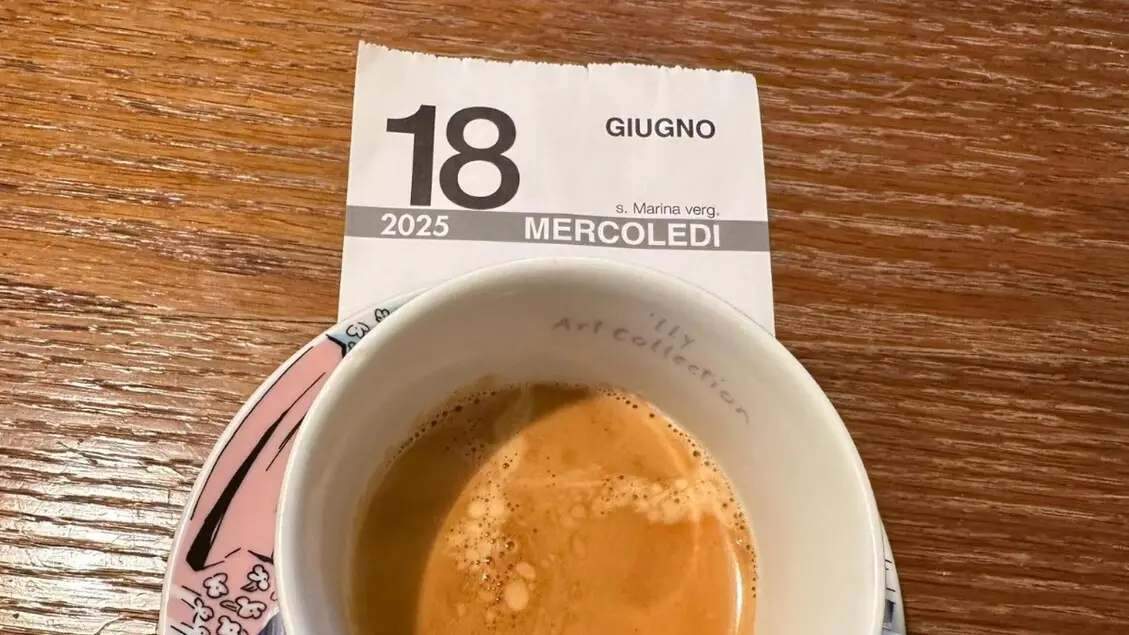 18
GIUGNO
s. Marina verg.
2025 MERCOLEDI
illy
Art Collection